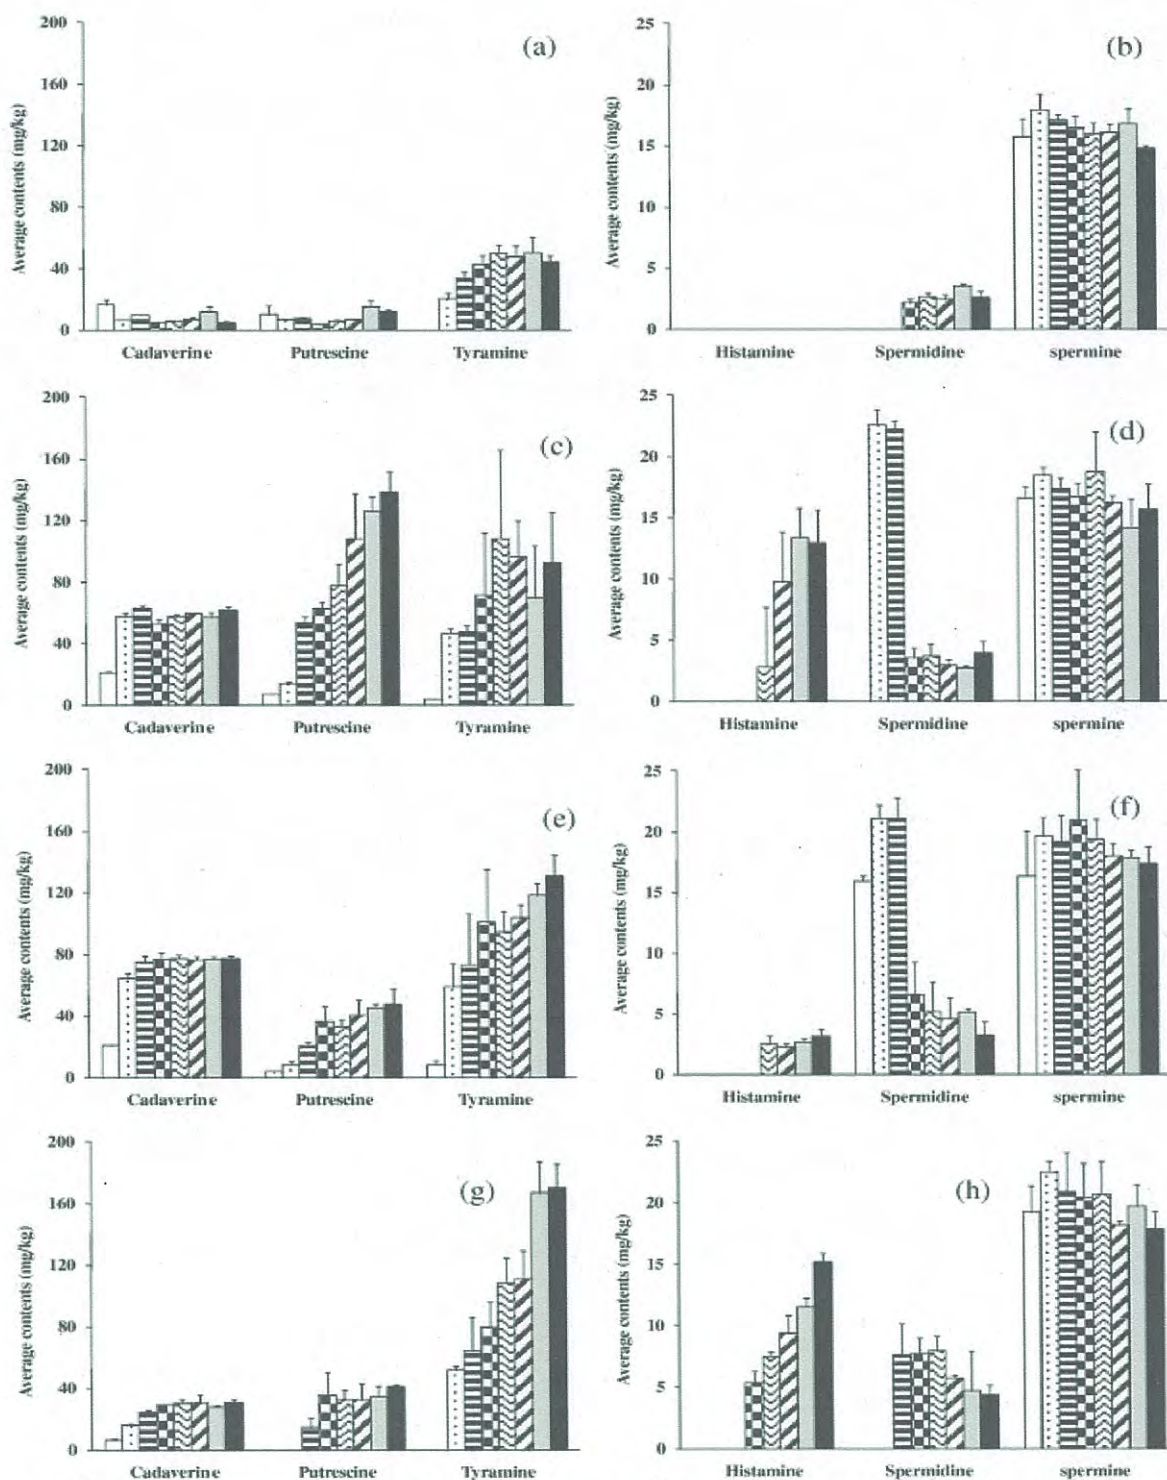 200
160
120
80
40
0
Average contents (mg/kg)
(a)
Cadaverine Putrescine Tyramine
25
20
15
10
5
0
Average contents (mg/kg)
(b)
Histamine Spermidine spermine
200
160
120
80
40
0
Average contents (mg/kg)
(c)
Cadaverine Putrescine Tyramine
25
20
15
10
5
0
Average contents (mg/kg)
(d)
Histamine Spermidine spermine
200
160
120
80
40
0
Average contents (mg/kg)
(e)
Cadaverine Putrescine Tyramine
25
20
15
10
5
0
Average contents (mg/kg)
(f)
Histamine Spermidine spermine
200
160
120
80
40
0
Average contents (mg/kg)
(g)
Cadaverine Putrescine Tyramine
25
20
15
10
5
0
Average contents (mg/kg)
(h)
Histamine Spermidine spermine